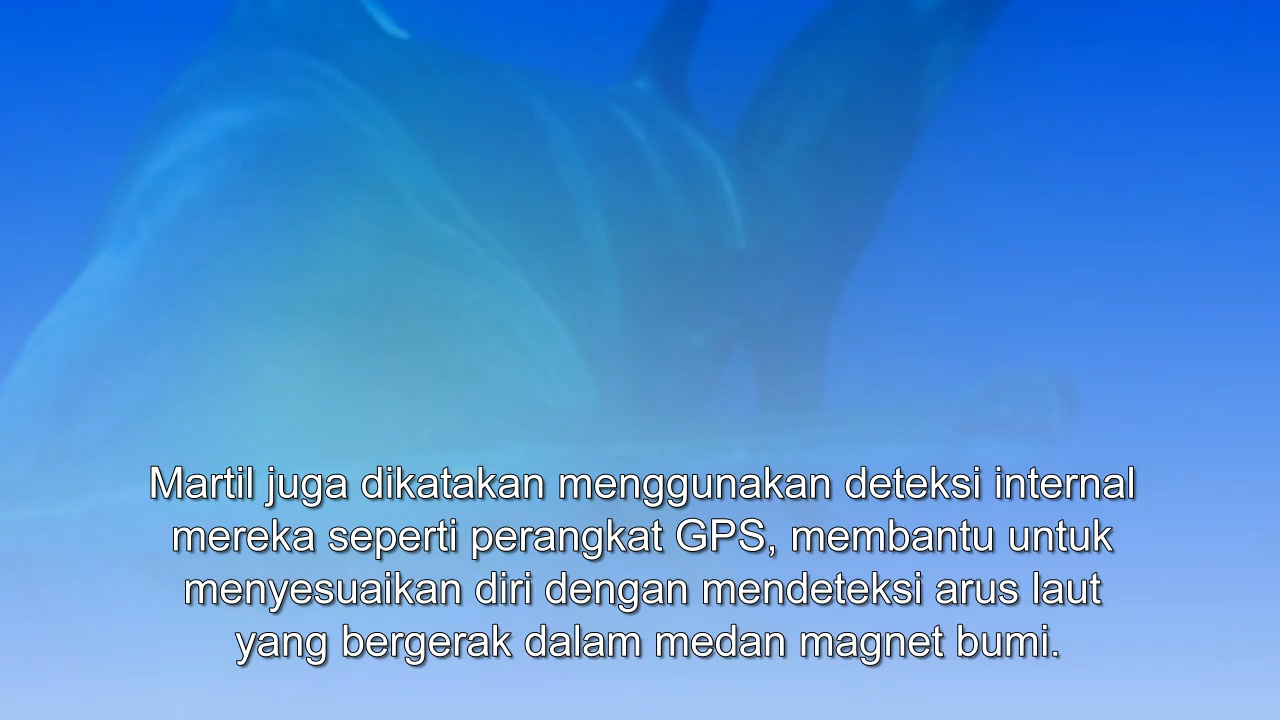 Martil juga dikatakan menggunakan deteksi internal
mereka seperti perangkat GPS, membantu untuk
menyesuaikan diri dengan mendeteksi arus laut
yang bergerak dalam medan magnet bumi.